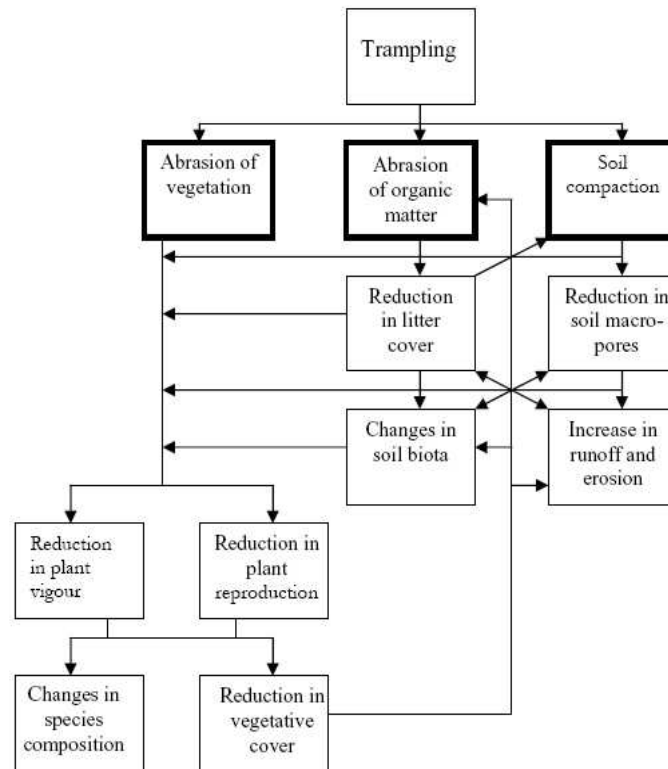 Trampling
Abrasion of
vegetation
Abrasion
of organic
matter
Soil
compaction
Reduction
in litter
cover
Reduction in
soil macro-
pores
Changes in
soil biota
Increase in
runoff and
erosion
Reduction
in plant
vigour
Reduction in
plant
reproduction
Changes in
species
composition
Reduction in
vegetative
cover